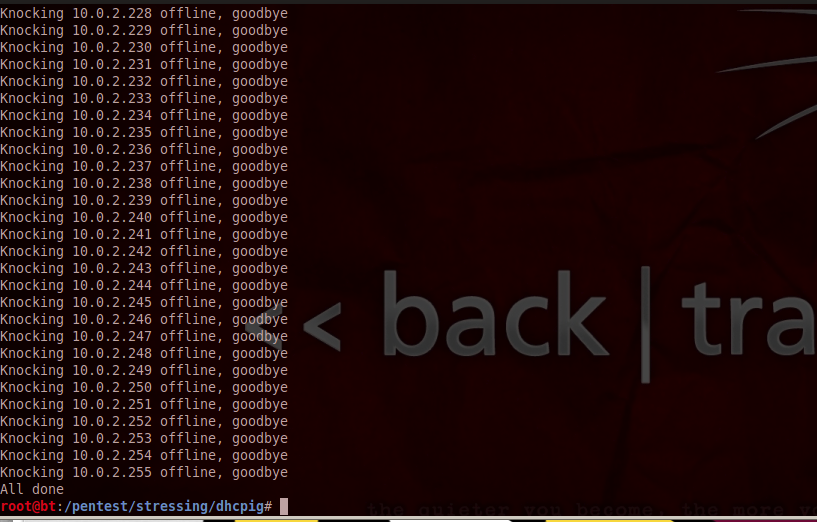 Knocking 10.0.2.228 offline, goodbye
Knocking 10.0.2.229 offline, goodbye
Knocking 10.0.2.230 offline, goodbye
Knocking 10.0.2.231 offline, goodbye
Knocking 10.0.2.232 offline, goodbye
Knocking 10.0.2.233 offline, goodbye
Knocking 10.0.2.234 offline, goodbye
Knocking 10.0.2.235 offline, goodbye
Knocking 10.0.2.236 offline, goodbye
Knocking 10.0.2.237 offline, goodbye
Knocking 10.0.2.238 offline, goodbye
Knocking 10.0.2.239 offline, goodbye
Knocking 10.0.2.240 offline, goodbye
Knocking 10.0.2.241 offline, goodbye
Knocking 10.0.2.242 offline, goodbye
Knocking 10.0.2.243 offline, goodbye
Knocking 10.0.2.244 offline, goodbye
Knocking 10.0.2.245 offline, goodbye
Knocking 10.0.2.246 offline, goodbye
Knocking 10.0.2.247 offline, goodbye
Knocking 10.0.2.248 offline, goodbye
Knocking 10.0.2.249 offline, goodbye
Knocking 10.0.2.250 offline, goodbye
Knocking 10.0.2.251 offline, goodbye
Knocking 10.0.2.252 offline, goodbye
Knocking 10.0.2.253 offline, goodbye
Knocking 10.0.2.254 offline, goodbye
Knocking 10.0.2.255 offline, goodbye
All done
root@bt:/pentest/stressing/dhcpig#
<< back | tra
the quieter you become, the more y